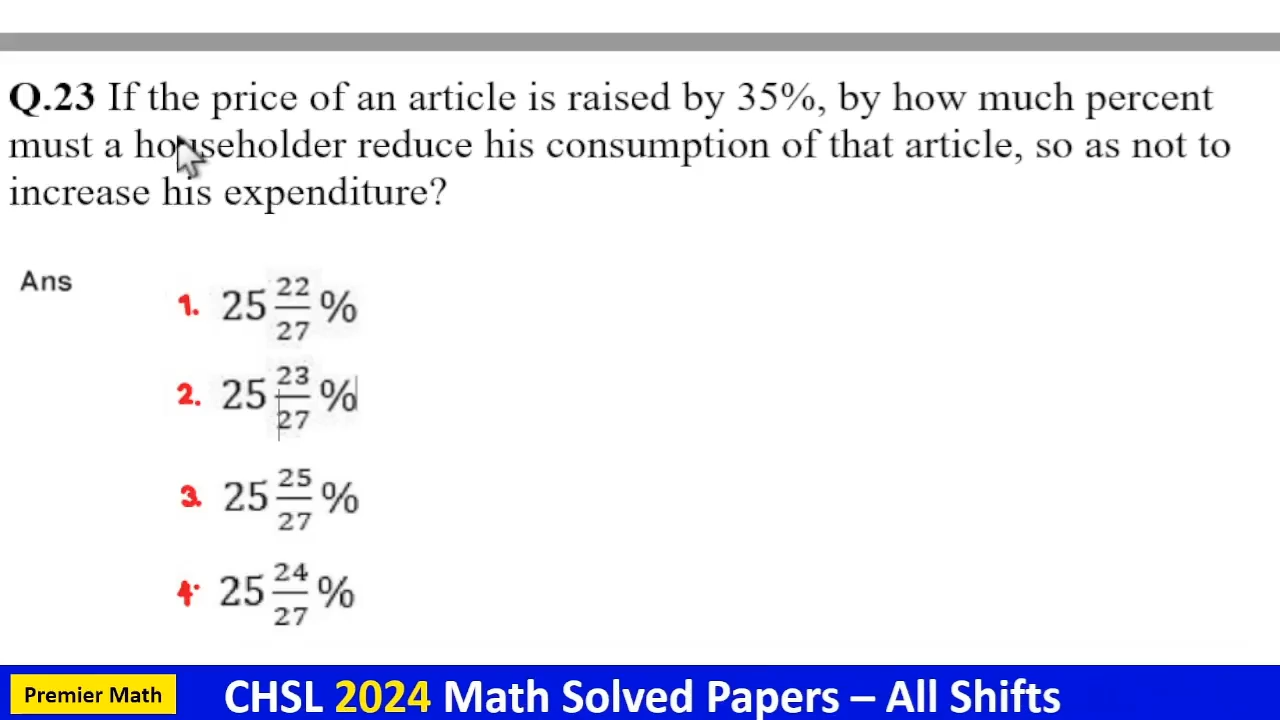 Q.23 If the price of an article is raised by 35%, by how much percent
must a householder reduce his consumption of that article, so as not to
increase his expenditure?
Ans
1. 25 22/27 %
2. 25 23/27 %
3. 25 25/27 %
4. 25 24/27 %
Premier Math
CHSL 2024 Math Solved Papers – All Shifts